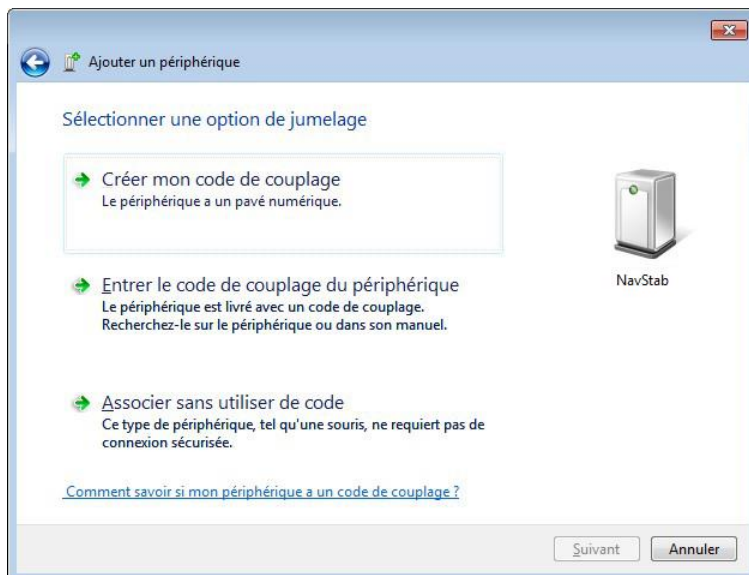 Ajouter un périphérique
Sélectionner une option de jumelage
Créer mon code de couplage
Le périphérique a un pavé numérique.
NavStab
Entrer le code de couplage du périphérique
Le périphérique est livré avec un code de couplage.
Recherchez-le sur le périphérique ou dans son manuel.
Associer sans utiliser de code
Ce type de périphérique, tel qu'une souris, ne requiert pas de
connexion sécurisée.
Comment savoir si mon périphérique a un code de couplage ?
Suivant
Annuler